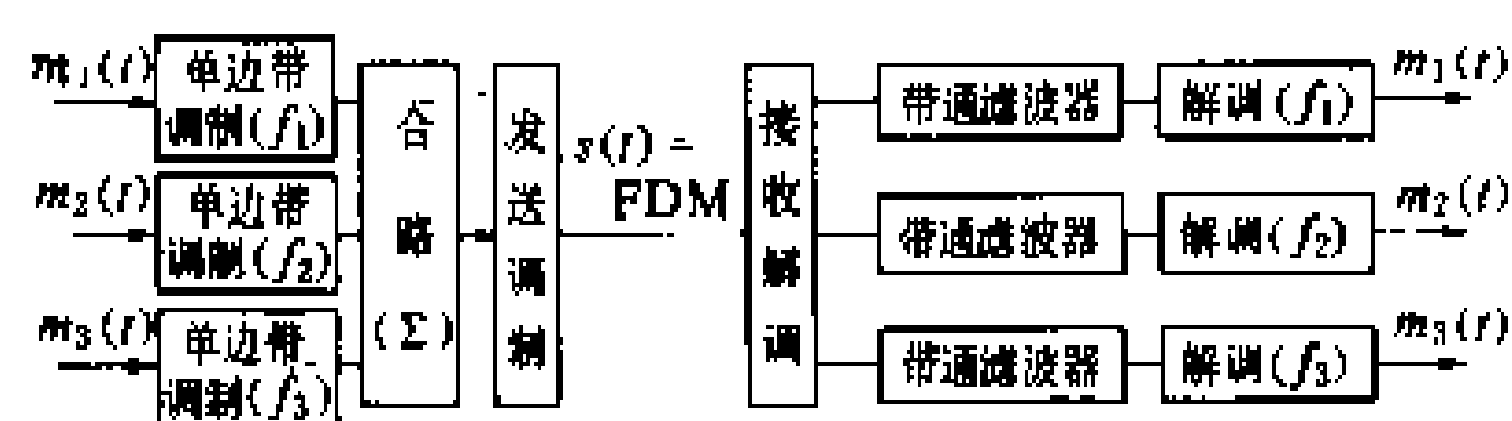 m₁(t)
单边带
调制(f₁)
m₂(t)
单边带
调制(f₂)
m₃(t)
单边带
调制(f₃)
合路(Σ)
发送调制
s(t) -
FDM
接收解调
带通滤波器
解调(f₁)
m₁(t)
带通滤波器
解调(f₂)
m₂(t)
带通滤波器
解调(f₃)
m₃(t)